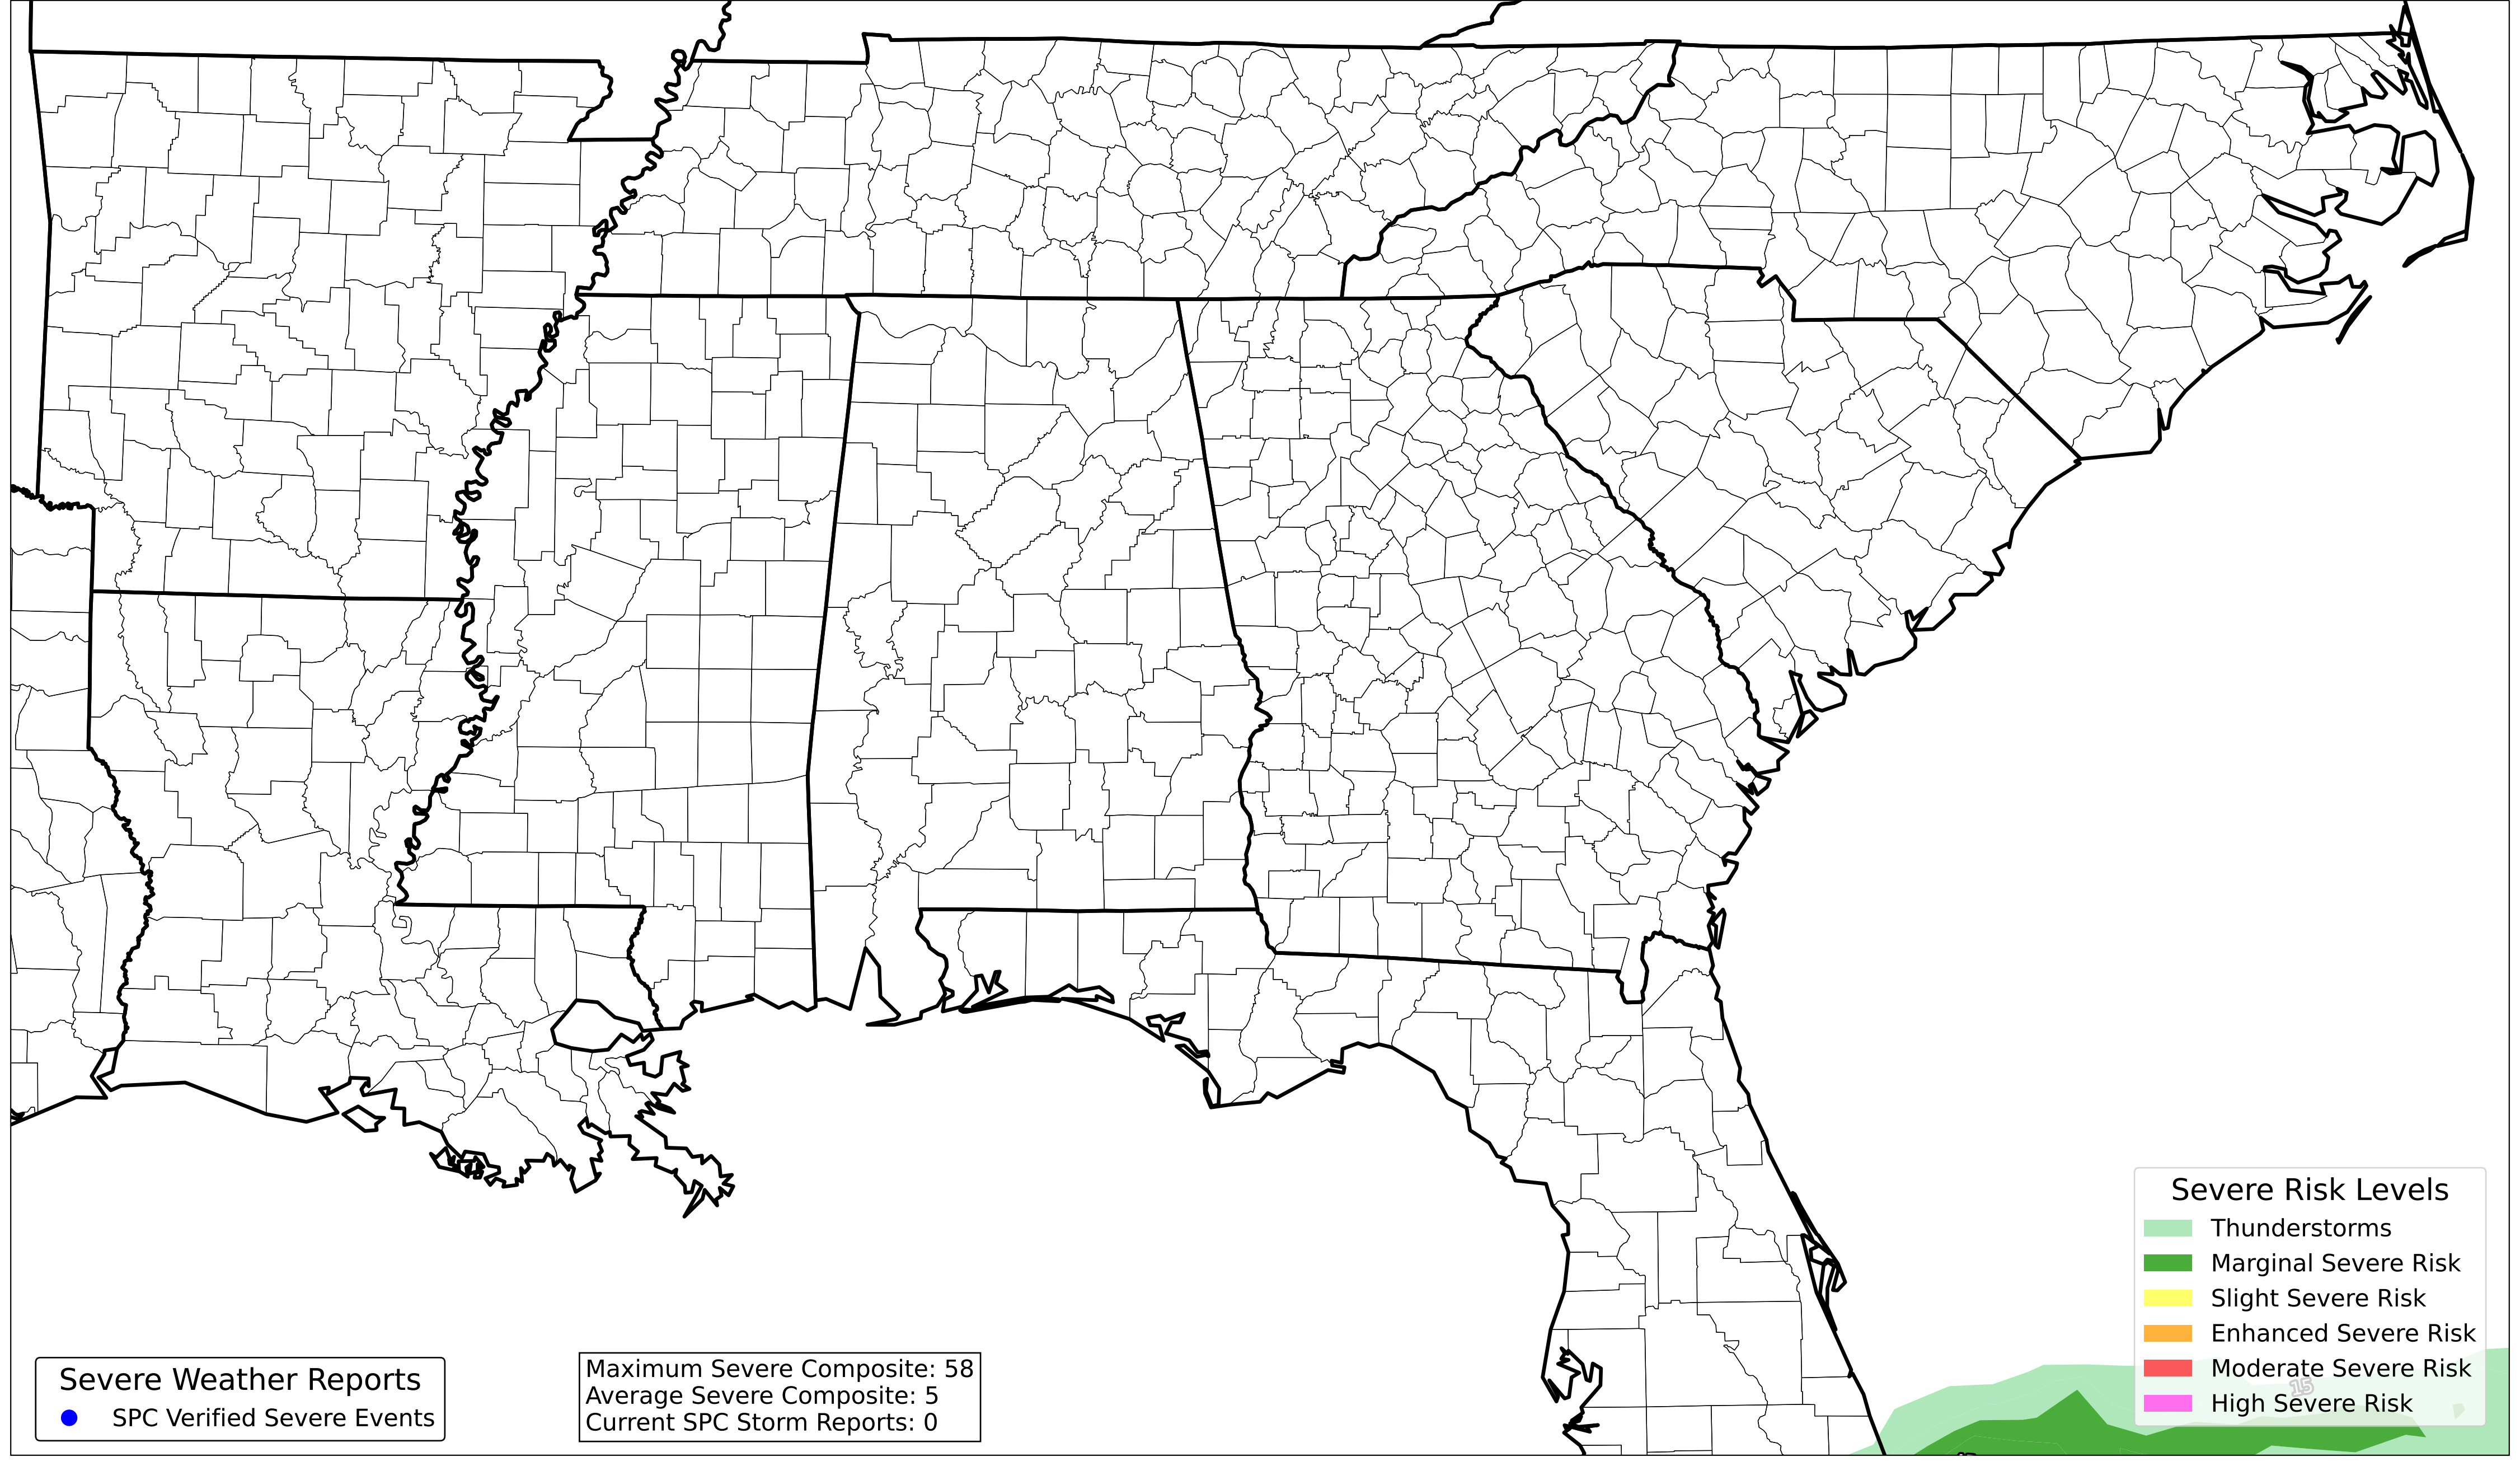 Severe Risk Levels
Thunderstorms
Marginal Severe Risk
Slight Severe Risk
Enhanced Severe Risk
Moderate Severe Risk
High Severe Risk
15
Severe Weather Reports
SPC Verified Severe Events
Maximum Severe Composite: 58
Average Severe Composite: 5
Current SPC Storm Reports: 0